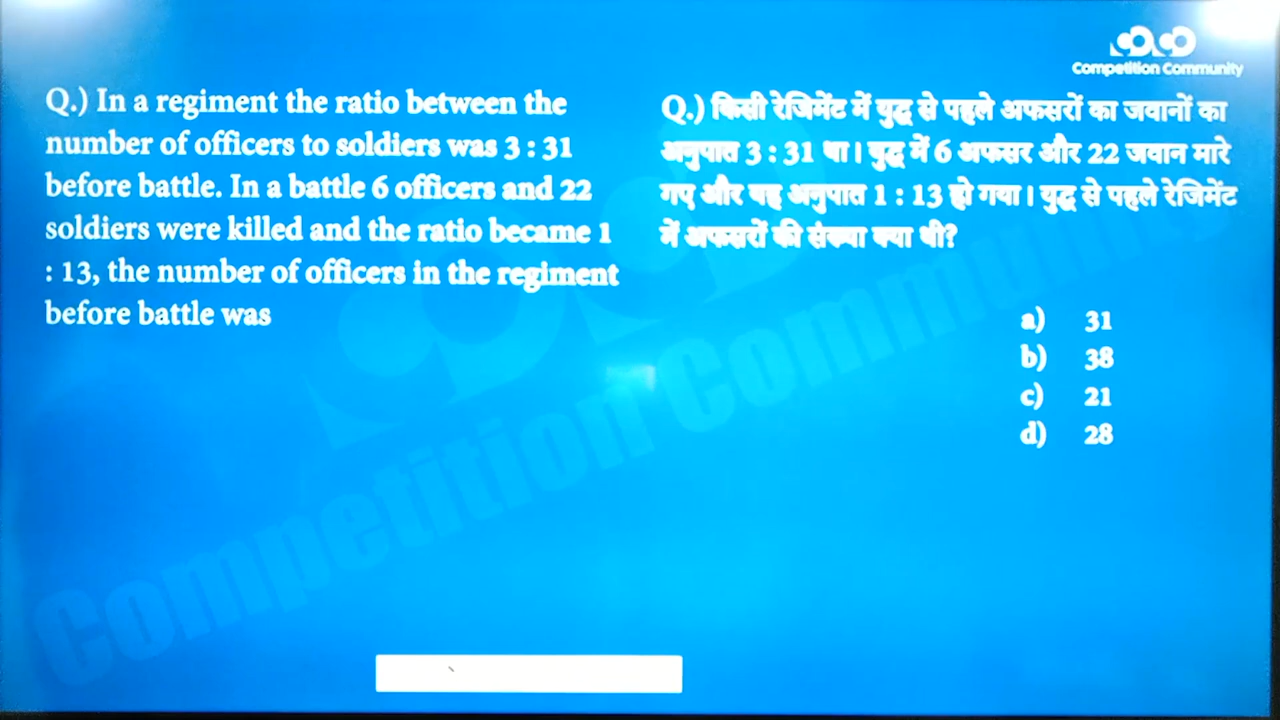 Competition Community
Q.) In a regiment the ratio between the
number of officers to soldiers was 3 : 31
before battle. In a battle 6 officers and 22
soldiers were killed and the ratio became 1
: 13, the number of officers in the regiment
before battle was
Q.) किसी रेजिमेंट में युद्ध से पहले अफसरों का जवानों का
अनुपात 3 : 31 था। युद्ध में 6 अफसर और 22 जवान मारे
गए और यह अनुपात 1 : 13 हो गया। युद्ध से पहले रेजिमेंट
में अफसरों की संख्या क्या थी?
a) 31
b) 38
c) 21
d) 28
Competition Community